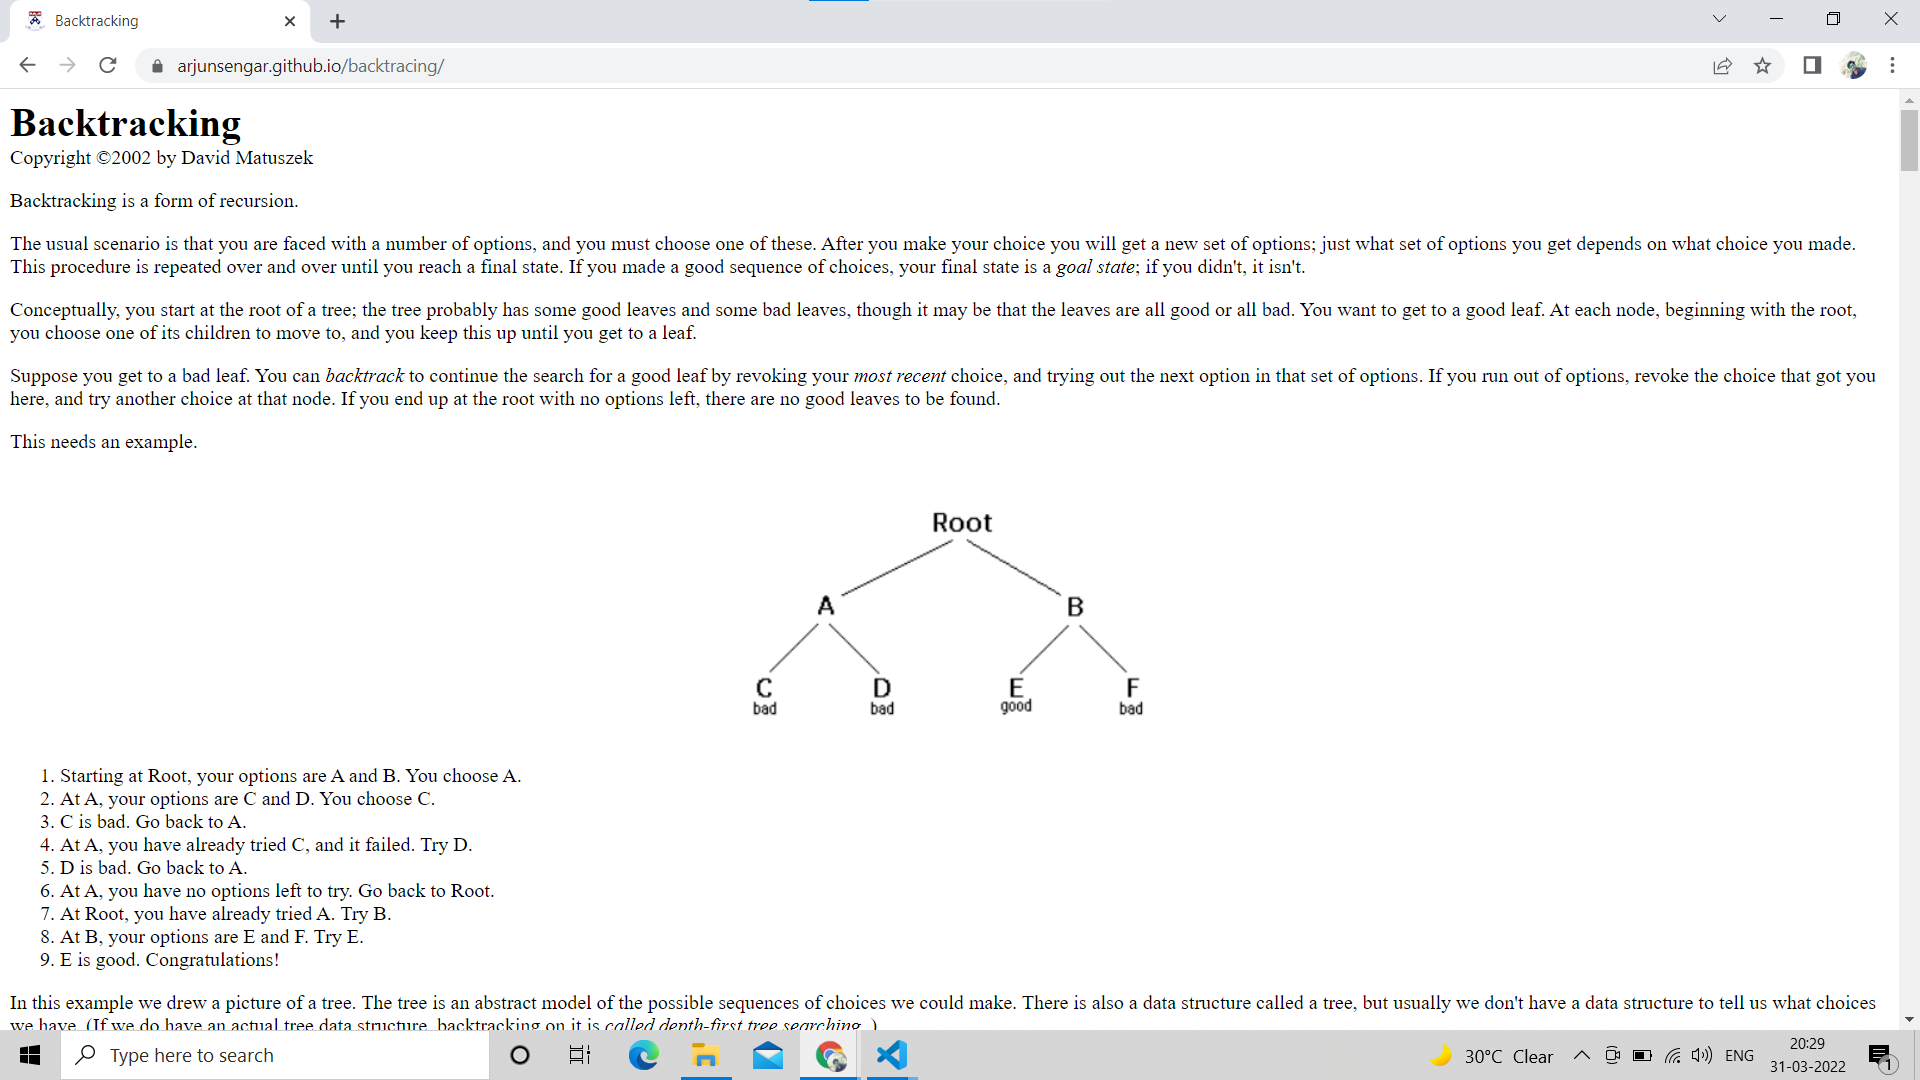 Backtracking
arjunsengar.github.io/backtracing/
Backtracking
Copyright ©2002 by David Matuszek
Backtracking is a form of recursion.
The usual scenario is that you are faced with a number of options, and you must choose one of these. After you make your choice you will get a new set of options; just what set of options you get depends on what choice you made.
This procedure is repeated over and over until you reach a final state. If you made a good sequence of choices, your final state is a goal state; if you didn't, it isn't.
Conceptually, you start at the root of a tree; the tree probably has some good leaves and some bad leaves, though it may be that the leaves are all good or all bad. You want to get to a good leaf. At each node, beginning with the root,
you choose one of its children to move to, and you keep this up until you get to a leaf.
Suppose you get to a bad leaf. You can backtrack to continue the search for a good leaf by revoking your most recent choice, and trying out the next option in that set of options. If you run out of options, revoke the choice that got you
here, and try another choice at that node. If you end up at the root with no options left, there are no good leaves to be found.
This needs an example.
Root
A B
C D E F
bad bad good bad
1. Starting at Root, your options are A and B. You choose A.
2. At A, your options are C and D. You choose C.
3. C is bad. Go back to A.
4. At A, you have already tried C, and it failed. Try D.
5. D is bad. Go back to A.
6. At A, you have no options left to try. Go back to Root.
7. At Root, you have already tried A. Try B.
8. At B, your options are E and F. Try E.
9. E is good. Congratulations!
In this example we drew a picture of a tree. The tree is an abstract model of the possible sequences of choices we could make. There is also a data structure called a tree, but usually we don't have a data structure to tell us what choices
we have. (If we do have an actual tree data structure, backtracking on it is called depth-first tree searching.)
Type here to search
30°C Clear
ENG
20:29
31-03-2022
1